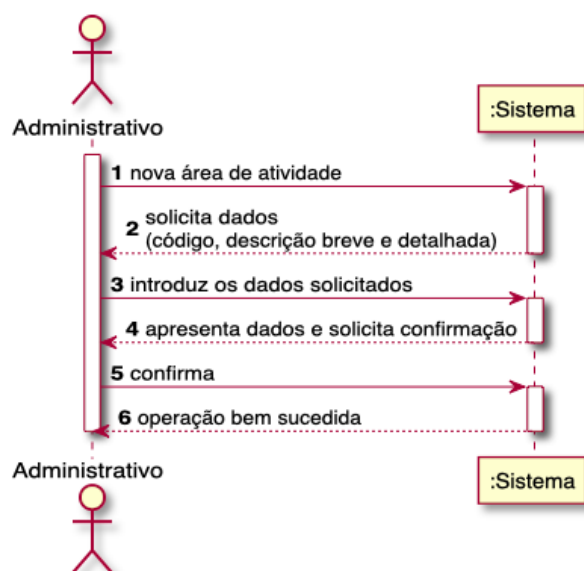 Administrativo
:Sistema
1 nova área de atividade
2 solicita dados
(código, descrição breve e detalhada)
3 introduz os dados solicitados
4 apresenta dados e solicita confirmação
5 confirma
6 operação bem sucedida
Administrativo
:Sistema